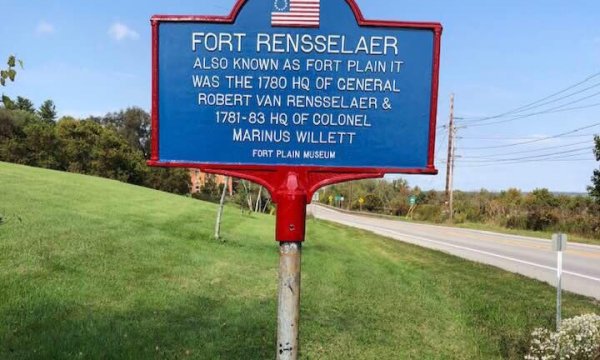 FORT RENSSELAER
ALSO KNOWN AS FORT PLAIN IT
WAS THE 1780 HQ OF GENERAL
ROBERT VAN RENSSELAER &
1781-83 HQ OF COLONEL
MARINUS WILLETT
FORT PLAIN MUSEUM